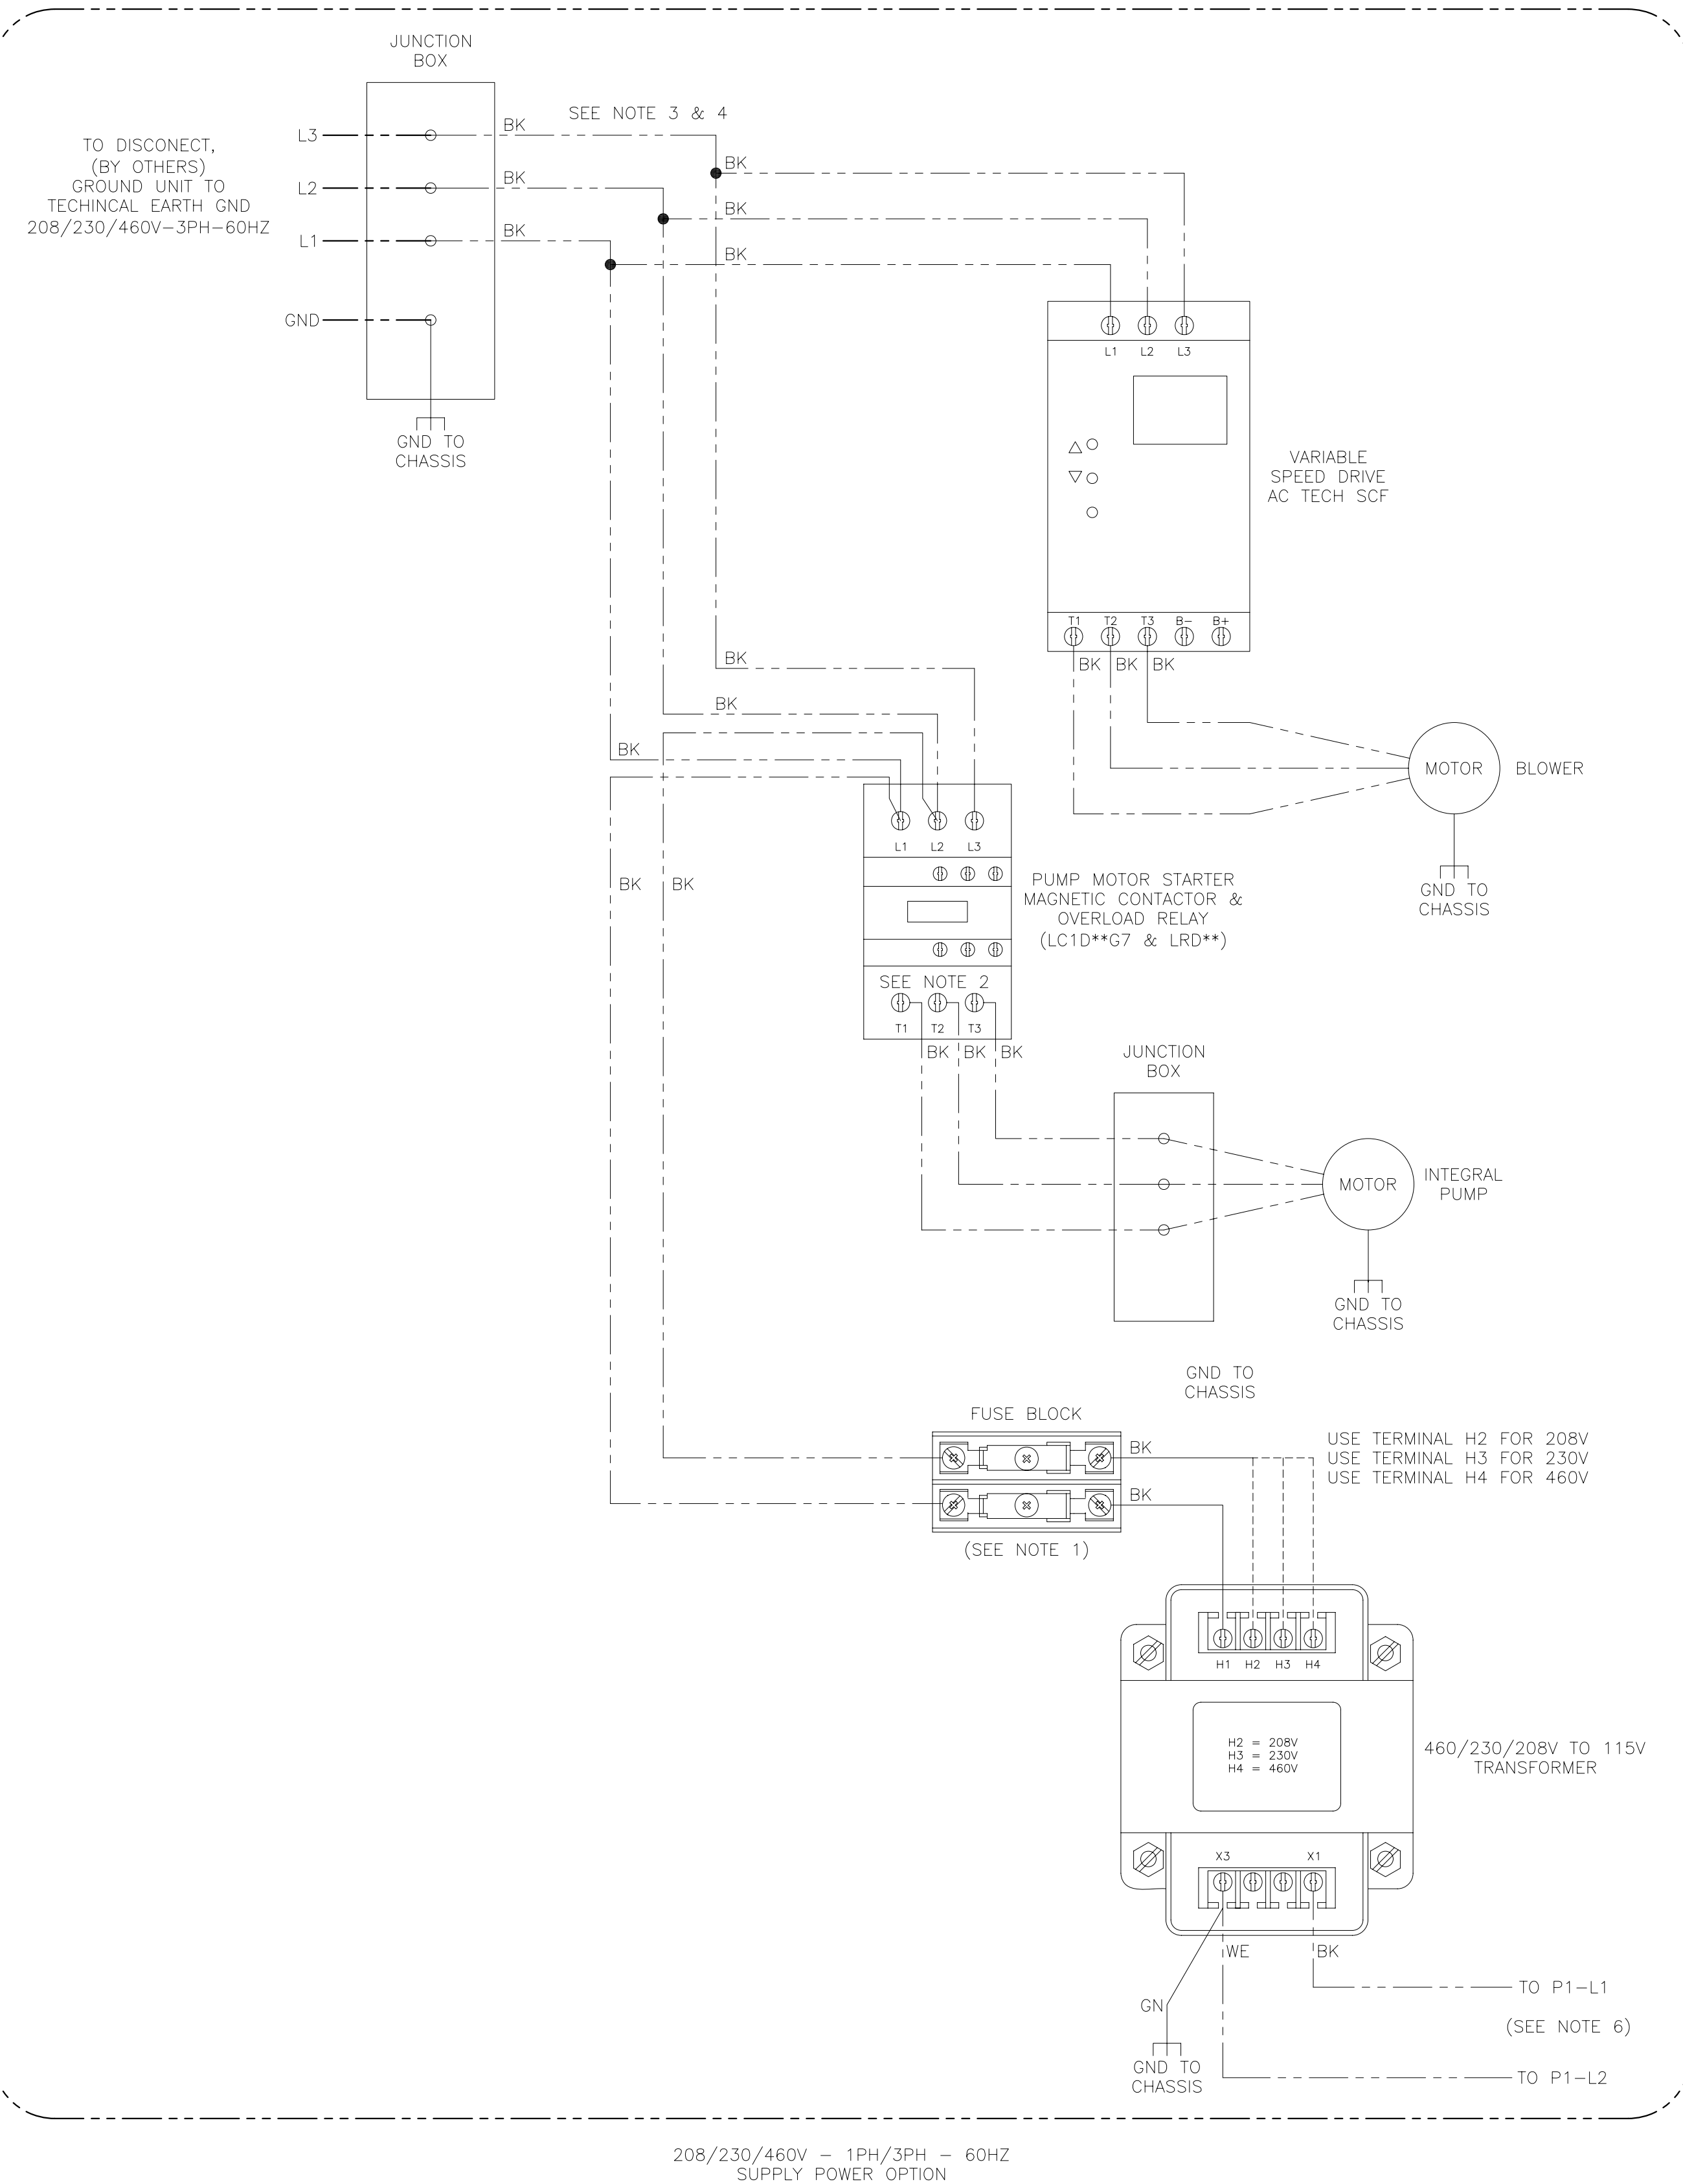 JUNCTION
BOX
SEE NOTE 3 & 4
BK
L3
TO DISCONECT,
(BY OTHERS)
GROUND UNIT TO
TECHINCAL EARTH GND
208/230/460V-3PH-60HZ
BK
BK
L2
BK
BK
L1
BK
GND
GND TO
CHASSIS
L1 L2 L3
VARIABLE
SPEED DRIVE
AC TECH SCF
T1 T2 T3 B- B+
BK BK BK
BK
BK
BK
MOTOR
BLOWER
GND TO
CHASSIS
L1 L2 L3
BK BK
PUMP MOTOR STARTER
MAGNETIC CONTACTOR &
OVERLOAD RELAY
(LC1D**G7 & LRD**)
SEE NOTE 2
T1 T2 T3
BK BK BK
JUNCTION
BOX
MOTOR
INTEGRAL
PUMP
GND TO
CHASSIS
GND TO
CHASSIS
FUSE BLOCK
BK
BK
(SEE NOTE 1)
USE TERMINAL H2 FOR 208V
USE TERMINAL H3 FOR 230V
USE TERMINAL H4 FOR 460V
H1 H2 H3 H4
H2 = 208V
H3 = 230V
H4 = 460V
460/230/208V TO 115V
TRANSFORMER
X3 X1
WE BK
TO P1-L1
GN
(SEE NOTE 6)
GND TO
CHASSIS
TO P1-L2
208/230/460V - 1PH/3PH - 60HZ
SUPPLY POWER OPTION